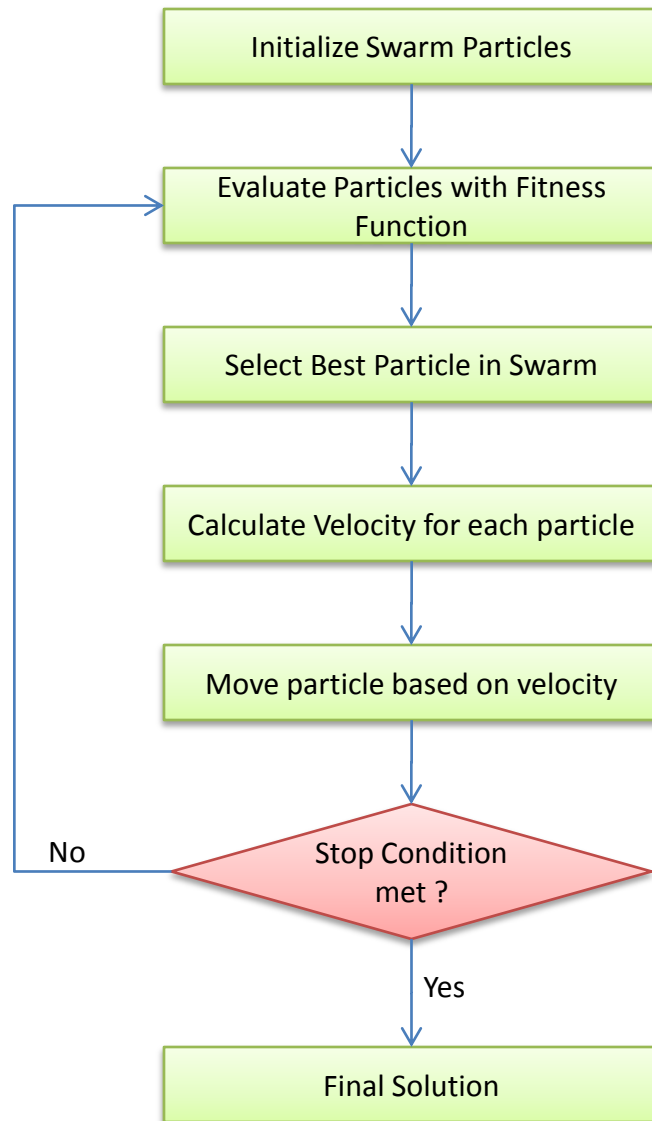 Initialize Swarm Particles
Evaluate Particles with Fitness
Function
Select Best Particle in Swarm
Calculate Velocity for each particle
Move particle based on velocity
Stop Condition
met ?
No
Yes
Final Solution